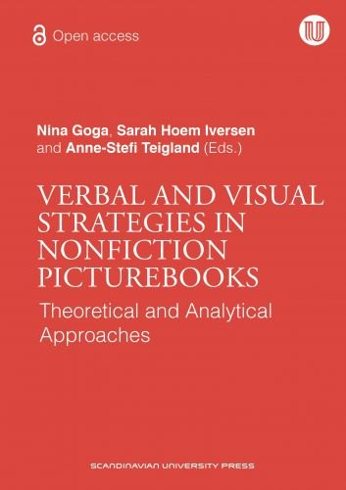 Open access
Nina Goga, Sarah Hoem Iversen
and Anne-Stefi Teigland (Eds.)
VERBAL AND VISUAL
STRATEGIES IN
NONFICTION
PICTUREBOOKS
Theoretical and Analytical
Approaches
SCANDINAVIAN UNIVERSITY PRESS